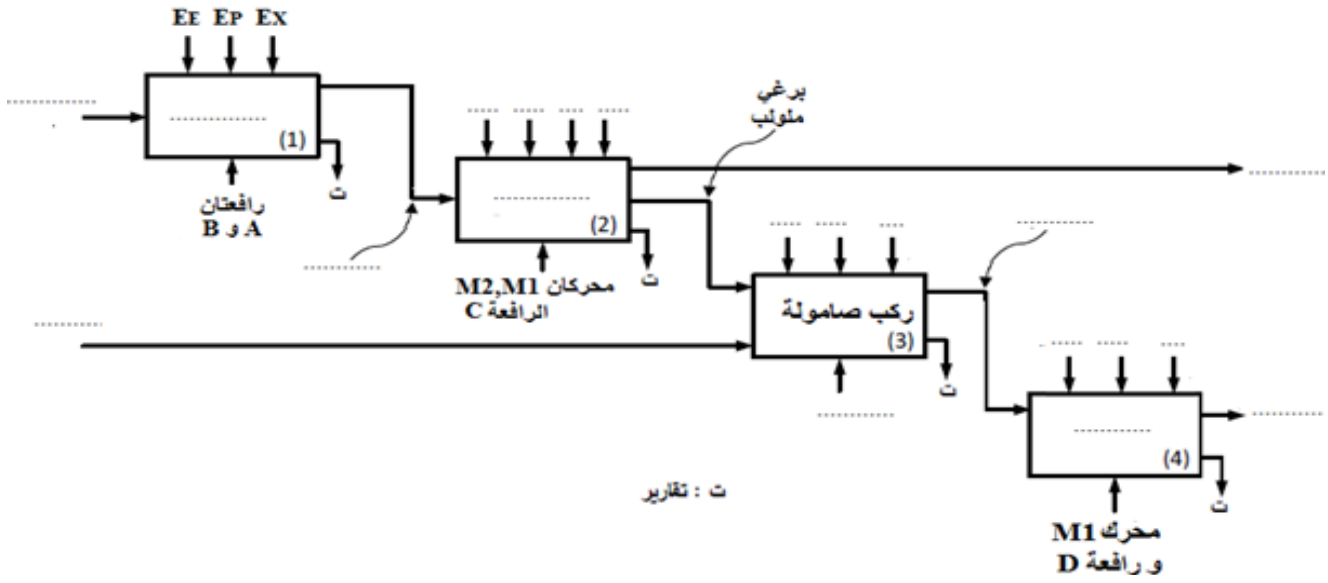 EE EP EX
(1)
رافعتان
A و B
ت
برغي
ملولب
(2)
محركان M2,M1
الرافعة C
ت
ركب صامولة
(3)
ت
(4)
ت
محرك M1
و رافعة D
ت : تقارير